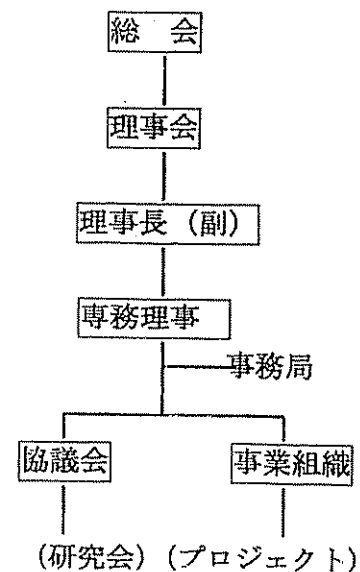 総　会
理事会
理事長（副）
専務理事
事務局
協議会 事業組織
（研究会）（プロジェクト）